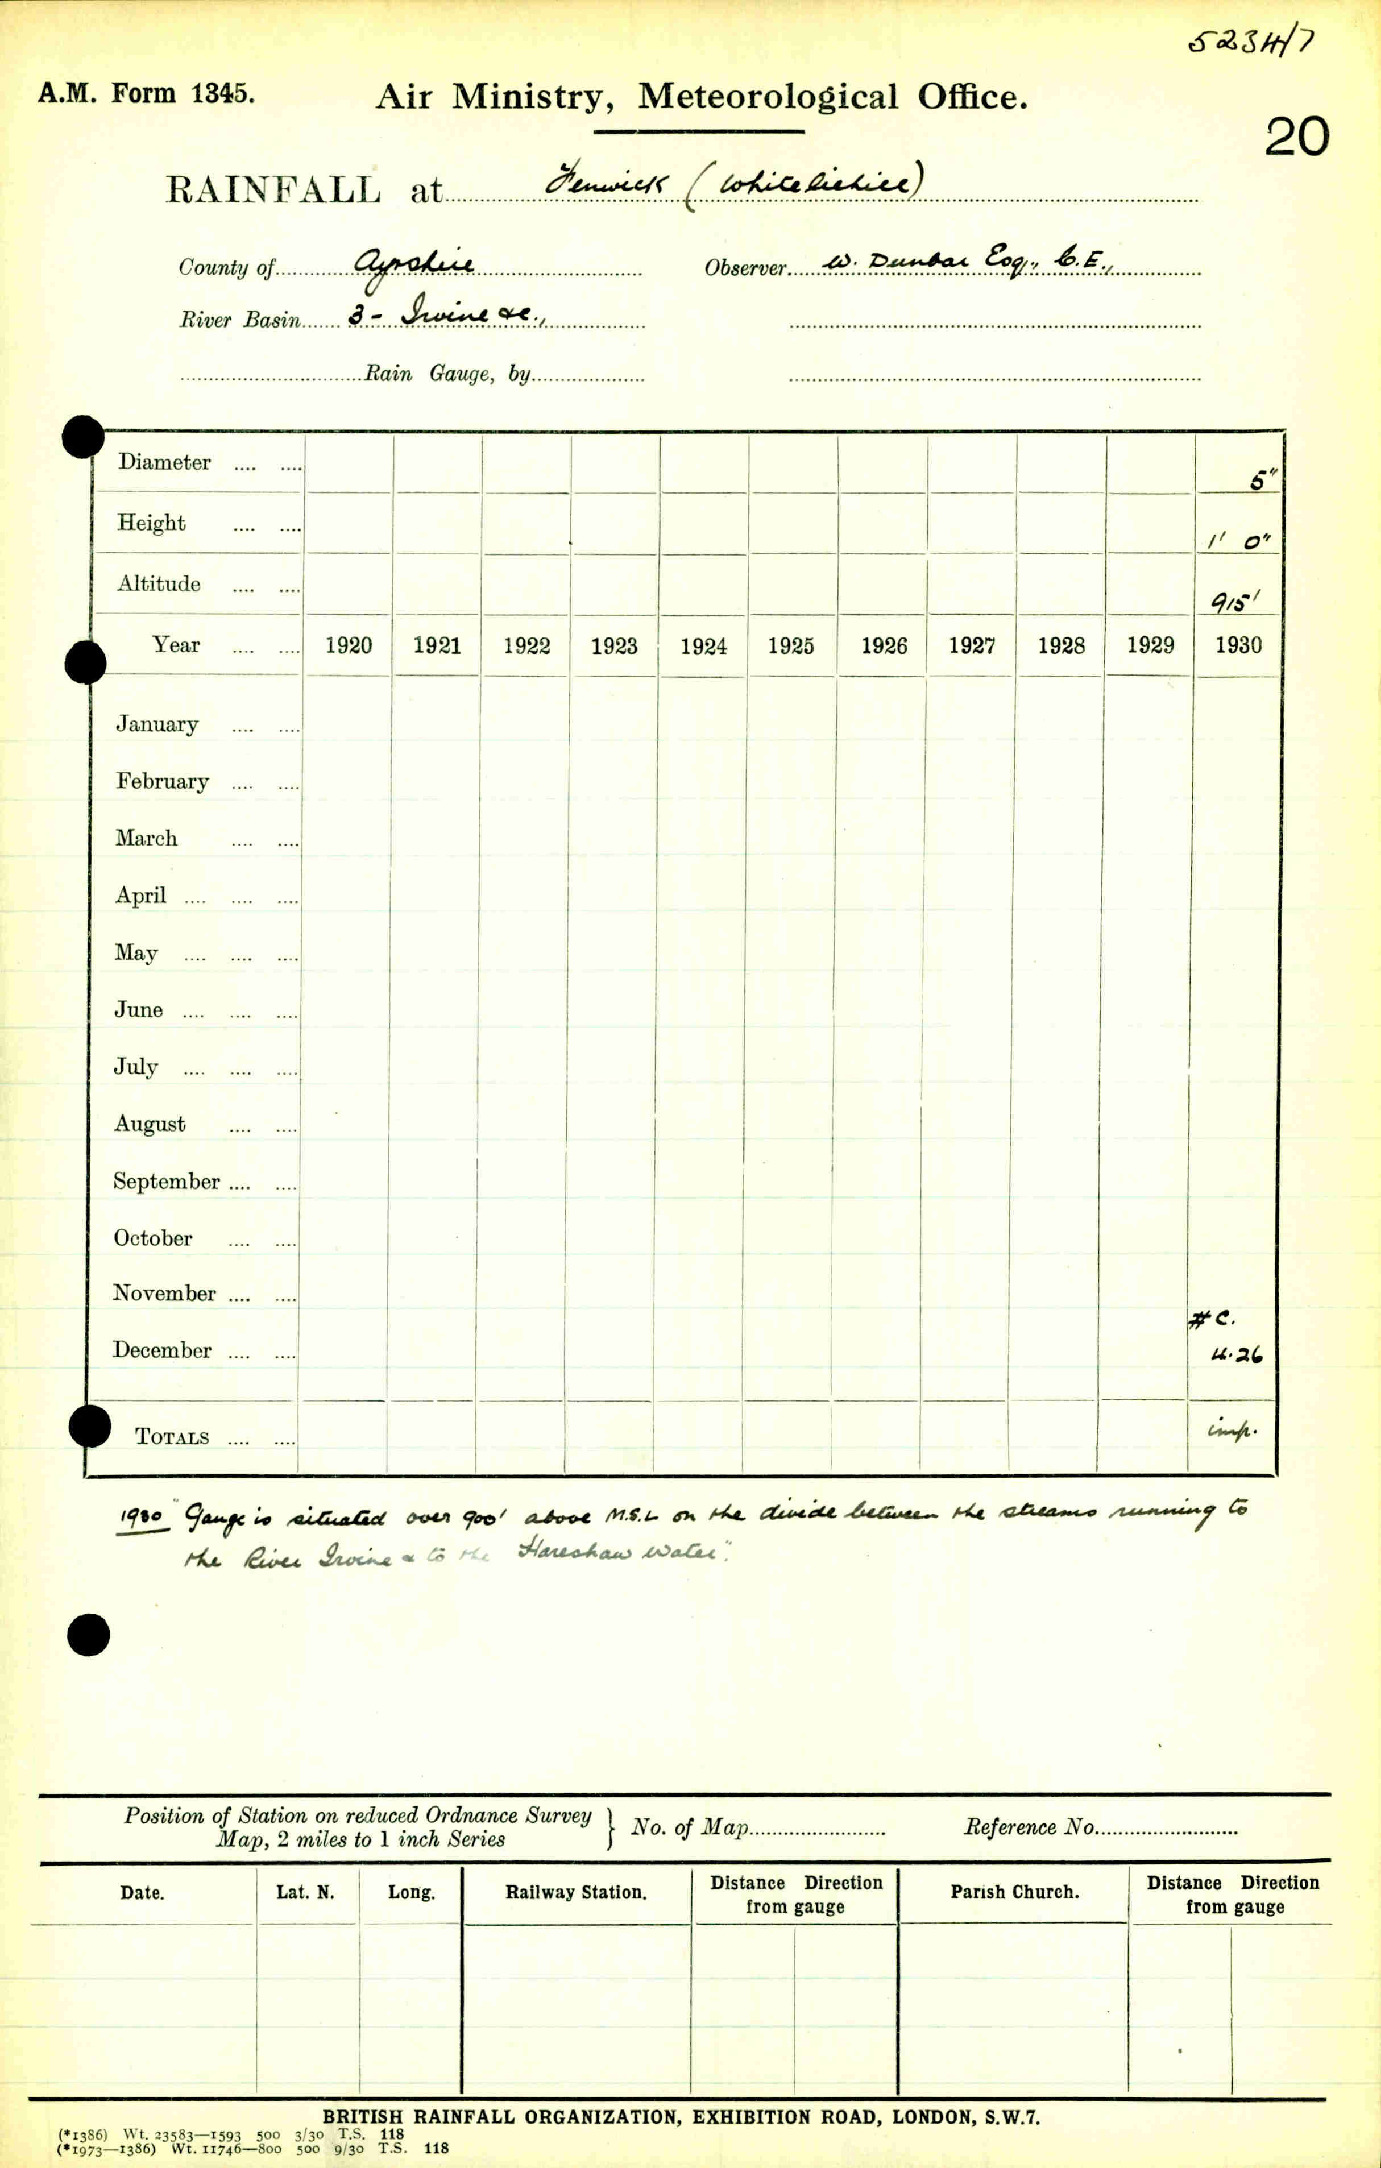 5234/7
A.M. Form 1345.
Air Ministry, Meteorological Office.
20
RAINFALL at Fenwick (Whiteliehill)
County of Ayrshire Observer W. Dunbar Esq., C.E.,
River Basin 3 - Irvine &c.,
Rain Gauge, by
Diameter .... .... 5"
Height .... .... 1' 0"
Altitude .... .... 915'
Year .... .... 1920 1921 1922 1923 1924 1925 1926 1927 1928 1929 1930
January .... ....
February .... ....
March .... ....
April .... .... ....
May .... .... ....
June .... .... ....
July .... .... ....
August .... ....
September .... ....
October .... ....
November .... ....
# C.
December .... .... 4.26
TOTALS .... .... imp.
1930 "Gauge is situated over 900' above M.S.L on the divide between the streams running to
the River Irvine & to the Hareshaw Water".
Position of Station on reduced Ordnance Survey
Map, 2 miles to 1 inch Series } No. of Map Reference No.
Date. Lat. N. Long. Railway Station. Distance Direction from gauge Parish Church. Distance Direction from gauge
BRITISH RAINFALL ORGANIZATION, EXHIBITION ROAD, LONDON, S.W.7.
(*1386) Wt. 23583—1593 500 3/30 T.S. 118
(*1973—1386) Wt. 11746—800 500 9/30 T.S. 118